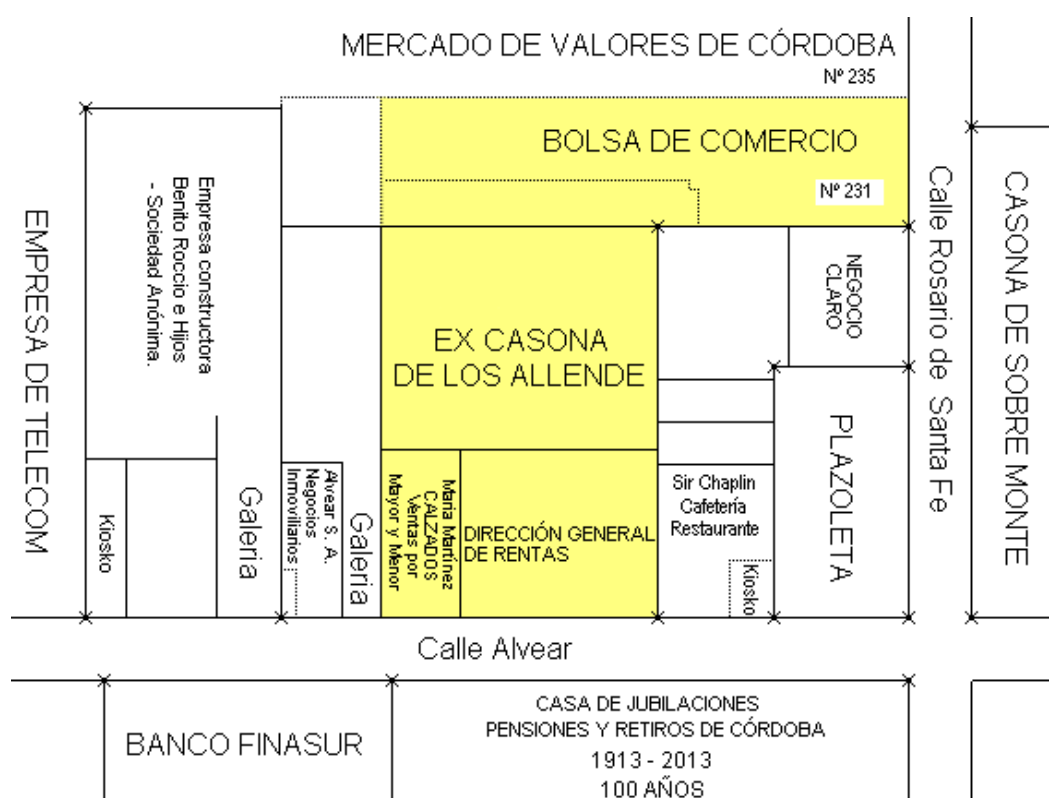 MERCADO DE VALORES DE CÓRDOBA
Nº 235
BOLSA DE COMERCIO
Nº 231
EMPRESA DE TELECOM
Empresa constructora
Benito Roccio e Hijos
- Sociedad Anónima.
Kiosko
Galeria
Alvear S. A.
Negocios
Inmoviliarios
Galeria
EX CASONA
DE LOS ALLENDE
Maria Martínez
CALZADOS
Ventas por
Mayor y Menor
DIRECCIÓN GENERAL
DE RENTAS
NEGOCIO
CLARO
Sir Chaplin
Cafetería
Restaurante
Kiosko
PLAZOLETA
Calle Rosario de Santa Fe
CASONA DE SOBRE MONTE
Calle Alvear
BANCO FINASUR
CASA DE JUBILACIONES
PENSIONES Y RETIROS DE CÓRDOBA
1913 - 2013
100 AÑOS